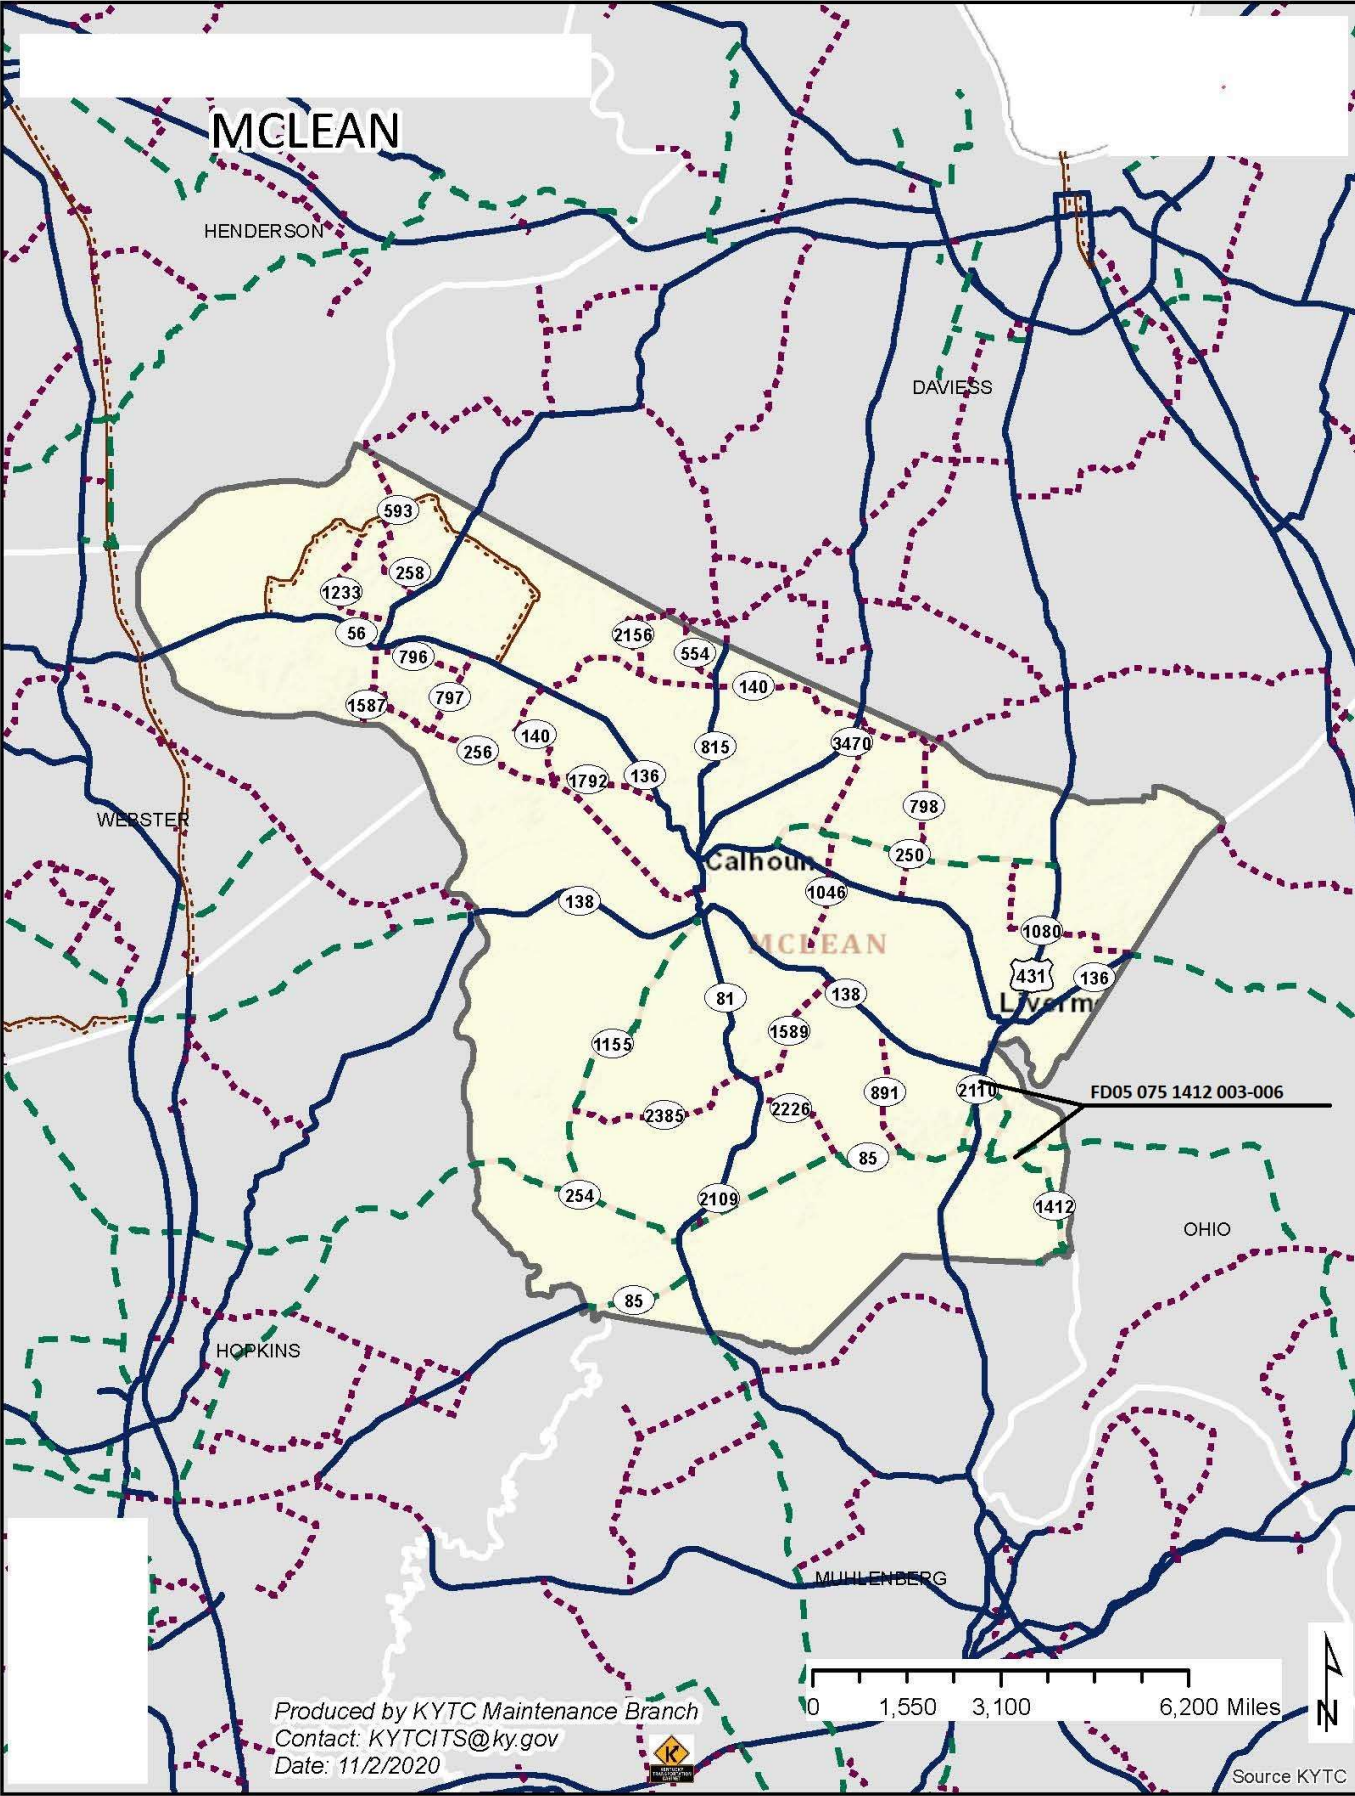 MCLEAN
HENDERSON
DAVIESS
593
258
1233
56
2156
554
796
140
797
1587
140
815
3470
256
1792
136
798
WEBSTER
250
Calhoun
1046
138
1080
MCLEAN
431
136
81
138
Liverm
1589
1155
891
2110
FD05 075 1412 003-006
2385
2226
85
254
2109
1412
OHIO
85
HOPKINS
MUHLENBERG
0 1,550 3,100 6,200 Miles
N
Produced by KYTC Maintenance Branch
Contact: KYTCITS@ky.gov
Date: 11/2/2020
Source KYTC